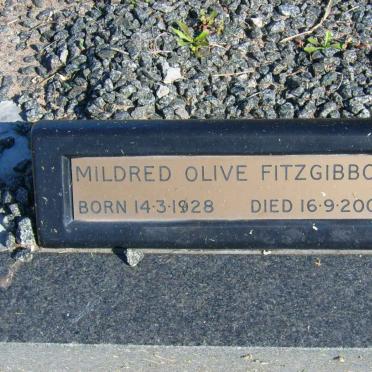 MILDRED OLIVE FITZGIBBO
BORN 14·3·1928 DIED 16·9·200